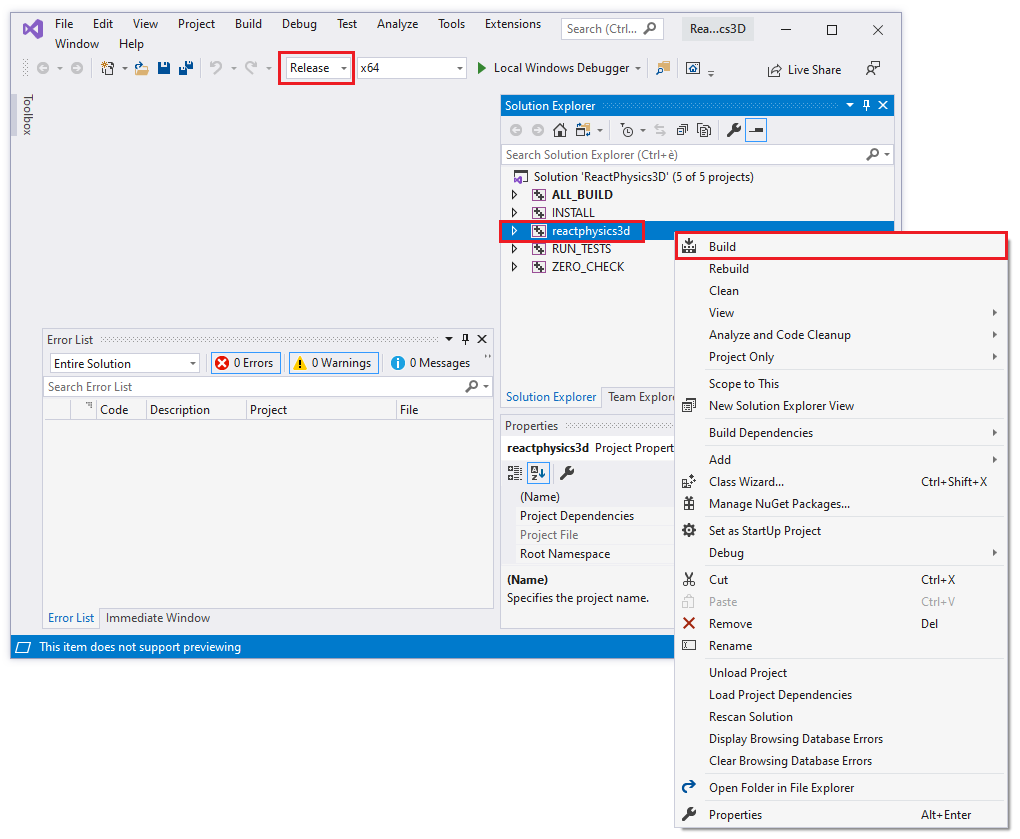 File Edit View Project Build Debug Test Analyze Tools Extensions Search (Ctrl... Rea...cs3D
Window Help
Release x64 Local Windows Debugger Live Share
Toolbox
Solution Explorer
Search Solution Explorer (Ctrl+è)
Solution 'ReactPhysics3D' (5 of 5 projects)
ALL_BUILD
INSTALL
reactphysics3d
RUN_TESTS
ZERO_CHECK
Solution Explorer Team Explore
Error List
Entire Solution 0 Errors 0 Warnings 0 Messages
Search Error List
Code Description Project File
Error List Immediate Window
Properties
reactphysics3d Project Propert
(Name)
Project Dependencies
Project File
Root Namespace
(Name)
Specifies the project name.
This item does not support previewing
Build
Rebuild
Clean
View
Analyze and Code Cleanup
Project Only
Scope to This
New Solution Explorer View
Build Dependencies
Add
Class Wizard... Ctrl+Shift+X
Manage NuGet Packages...
Set as StartUp Project
Debug
Cut Ctrl+X
Paste Ctrl+V
Remove Del
Rename
Unload Project
Load Project Dependencies
Rescan Solution
Display Browsing Database Errors
Clear Browsing Database Errors
Open Folder in File Explorer
Properties Alt+Enter